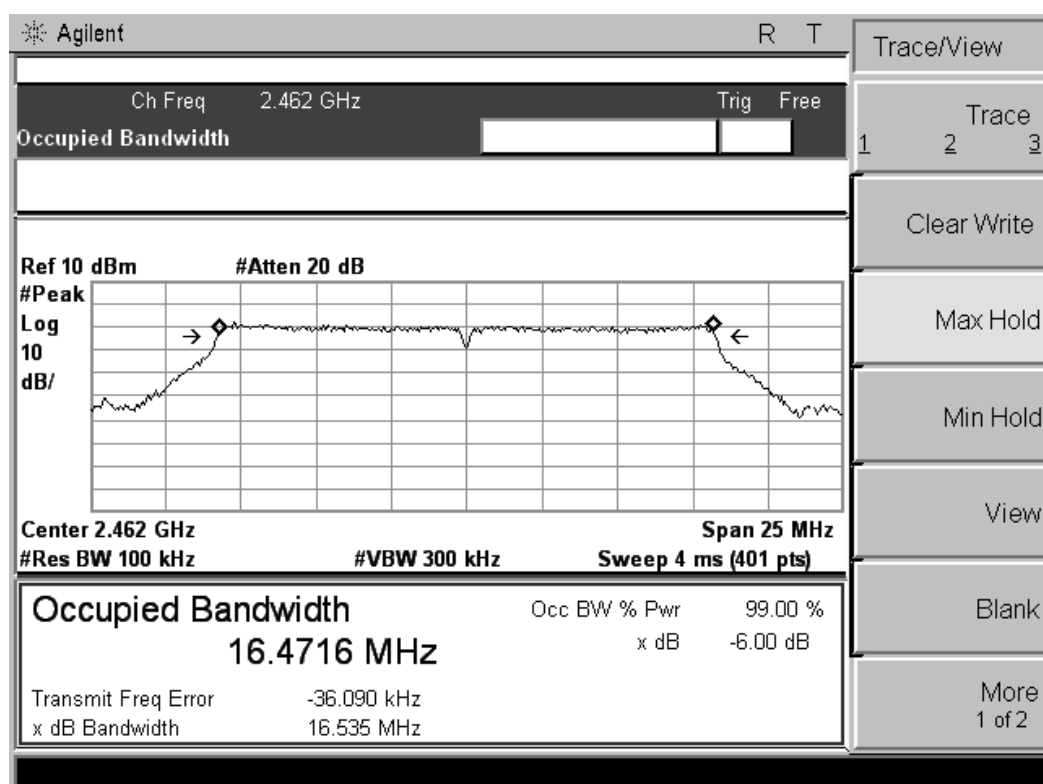 Agilent R T
Trace/View
Ch Freq 2.462 GHz Trig Free
Occupied Bandwidth
Trace
1 2 3
Clear Write
Ref 10 dBm #Atten 20 dB
#Peak
Log
10
dB/
Max Hold
Min Hold
View
Center 2.462 GHz Span 25 MHz
#Res BW 100 kHz #VBW 300 kHz Sweep 4 ms (401 pts)
Occupied Bandwidth Occ BW % Pwr 99.00 %
16.4716 MHz x dB -6.00 dB
Blank
Transmit Freq Error -36.090 kHz
x dB Bandwidth 16.535 MHz
More
1 of 2